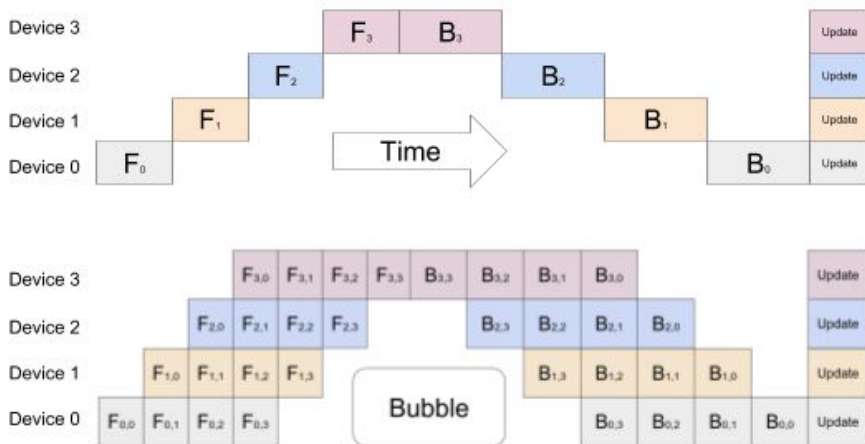 Device 3 F3 B3 Update
Device 2 F2 B2 Update
Device 1 F1 B1 Update
Time
Device 0 F0 B0 Update
Device 3 F3,0 F3,1 F3,2 F3,3 B3,3 B3,2 B3,1 B3,0 Update
Device 2 F2,0 F2,1 F2,2 F2,3 B2,3 B2,2 B2,1 B2,0 Update
Device 1 F1,0 F1,1 F1,2 F1,3 B1,3 B1,2 B1,1 B1,0 Update
Bubble
Device 0 F0,0 F0,1 F0,2 F0,3 B0,3 B0,2 B0,1 B0,0 Update